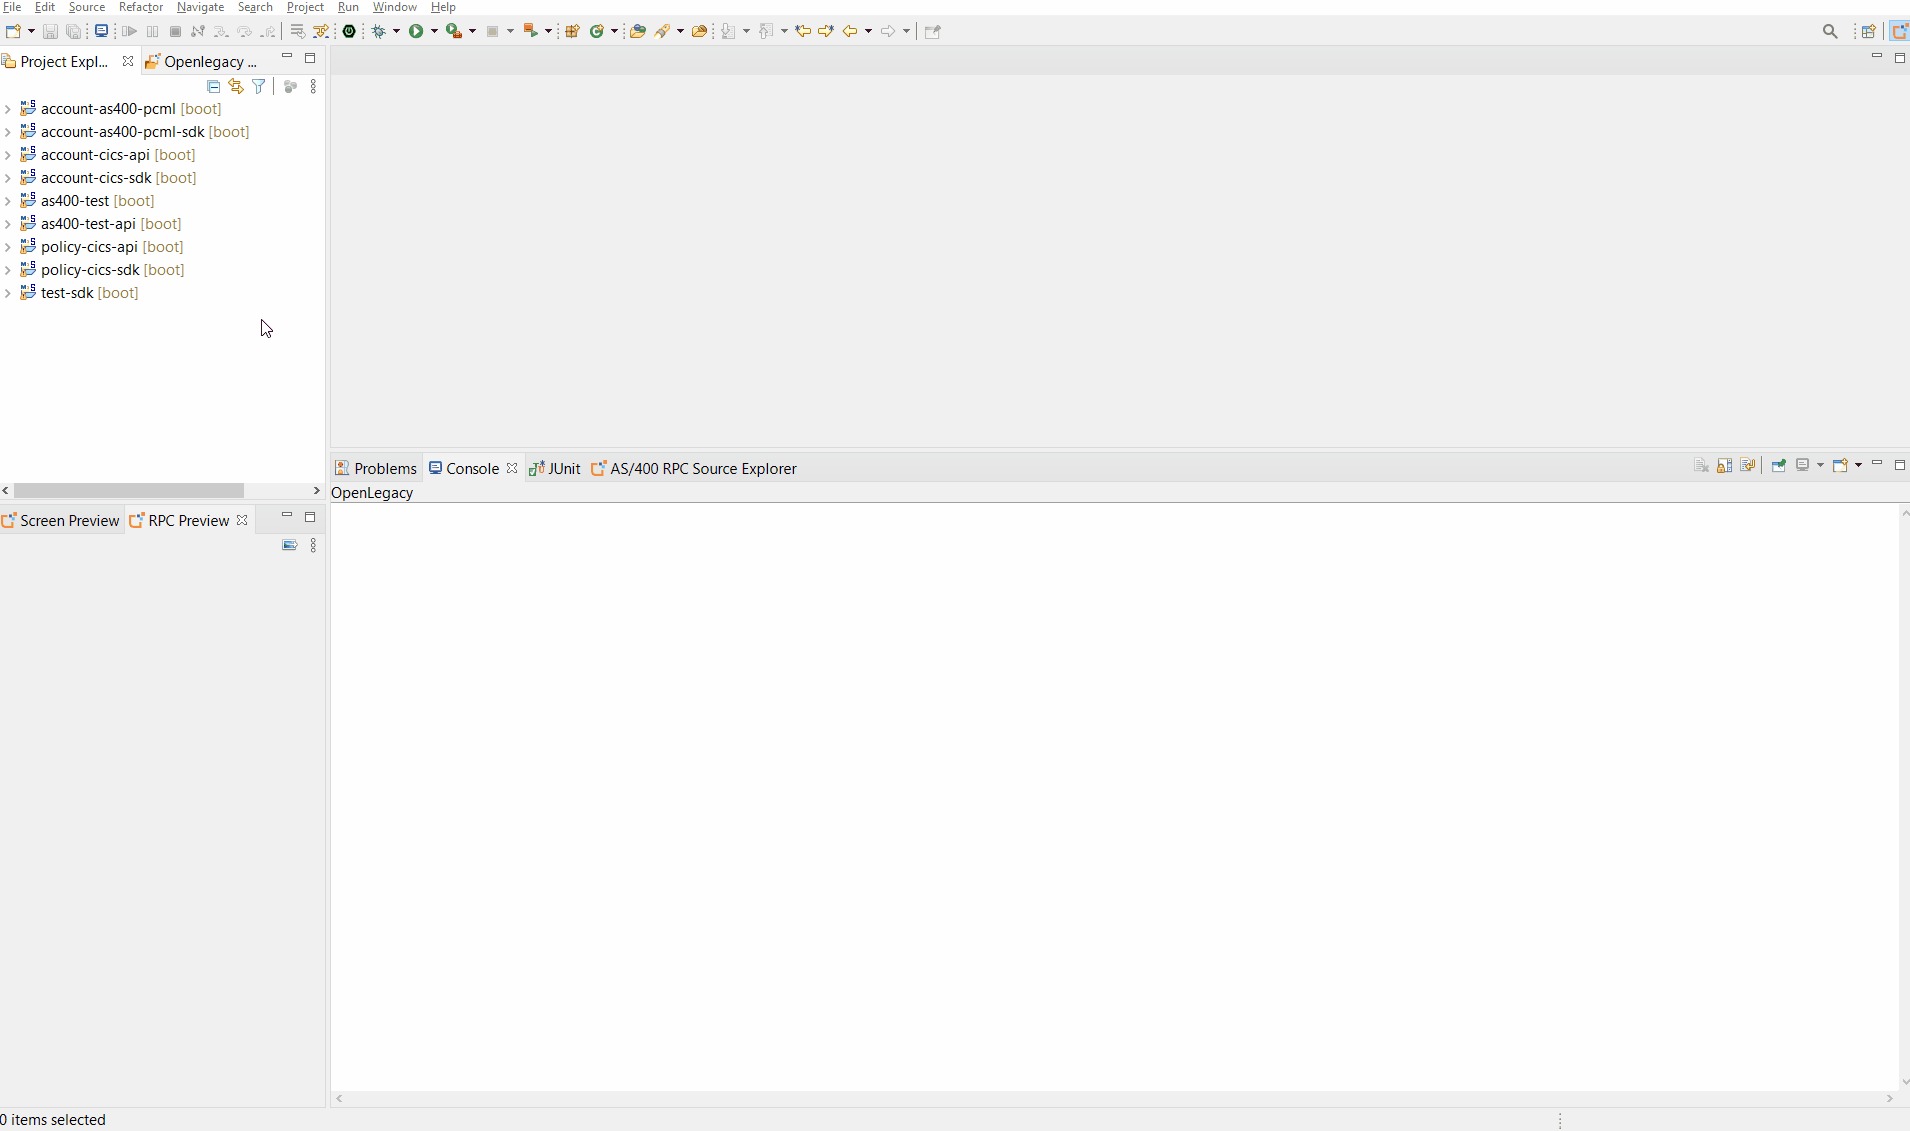 File Edit Source Refactor Navigate Search Project Run Window Help
Project Expl... Openlegacy ...
account-as400-pcml [boot]
account-as400-pcml-sdk [boot]
account-cics-api [boot]
account-cics-sdk [boot]
as400-test [boot]
as400-test-api [boot]
policy-cics-api [boot]
policy-cics-sdk [boot]
test-sdk [boot]
Problems Console JUnit AS/400 RPC Source Explorer
OpenLegacy
Screen Preview RPC Preview
0 items selected